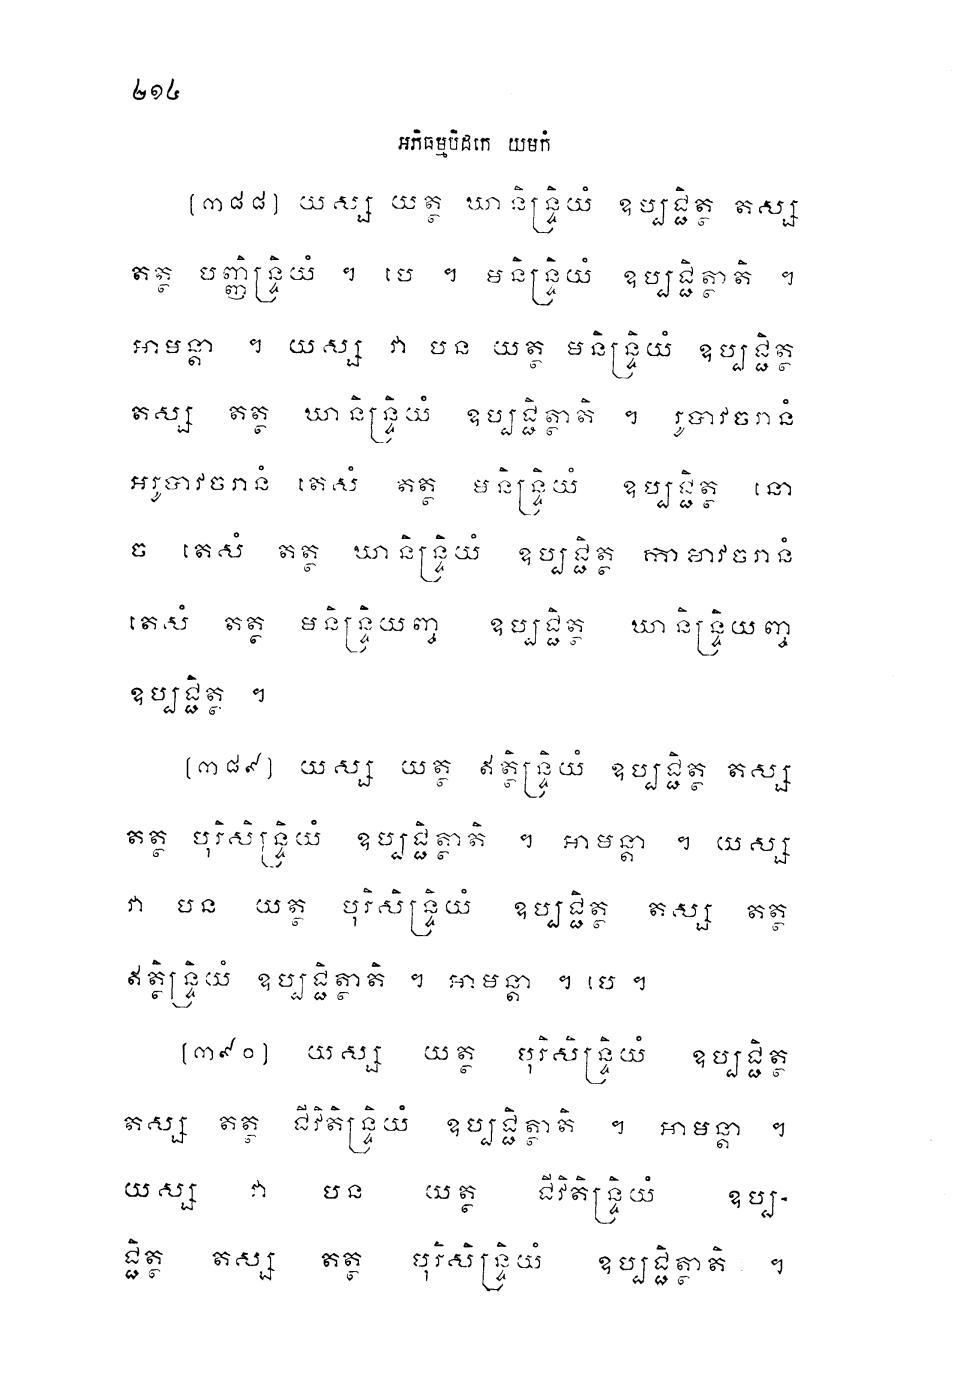 ២១៤
អភិធម្មបិដកេ យមកំ
(៣៨៨) យស្ស យត្ថ ឃានិន្ទ្រិយំ ឧប្បជ្ជិត្ថ តស្ស
តត្ថ បញ្ញិន្ទ្រិយំ ។ បេ ។ មនិន្ទ្រិយំ ឧប្បជ្ជិត្ថាតិ ។
អាមន្តា ។ យស្ស វា បន យត្ថ មនិន្ទ្រិយំ ឧប្បជ្ជិត្ថ
តស្ស តត្ថ ឃានិន្ទ្រិយំ ឧប្បជ្ជិត្ថាតិ ។ រូបាវចរានំ
អរូបាវចរានំ តេសំ តត្ថ មនិន្ទ្រិយំ ឧប្បជ្ជិត្ថ នោ
ច តេសំ តត្ថ ឃានិន្ទ្រិយំ ឧប្បជ្ជិត្ថ កាមាវចរានំ
តេសំ តត្ថ មនិន្ទ្រិយញ្ច ឧប្បជ្ជិត្ថ ឃានិន្ទ្រិយញ្ច
ឧប្បជ្ជិត្ថ ។
(៣៨៩) យស្ស យត្ថ ឥត្ថិន្ទ្រិយំ ឧប្បជ្ជិត្ថ តស្ស
តត្ថ បុរិសិន្ទ្រិយំ ឧប្បជ្ជិត្ថាតិ ។ អាមន្តា ។ យស្ស
វា បន យត្ថ បុរិសិន្ទ្រិយំ ឧប្បជ្ជិត្ថ តស្ស តត្ថ
ឥត្ថិន្ទ្រិយំ ឧប្បជ្ជិត្ថាតិ ។ អាមន្តា ។ បេ ។
(៣៩០) យស្ស យត្ថ បុរិសិន្ទ្រិយំ ឧប្បជ្ជិត្ថ
តស្ស តត្ថ ជីវិតិន្ទ្រិយំ ឧប្បជ្ជិត្ថាតិ ។ អាមន្តា ។
យស្ស វា បន យត្ថ ជីវិតិន្ទ្រិយំ ឧប្ប-
ជ្ជិត្ថ តស្ស តត្ថ បុរិសិន្ទ្រិយំ ឧប្បជ្ជិត្ថាតិ ។